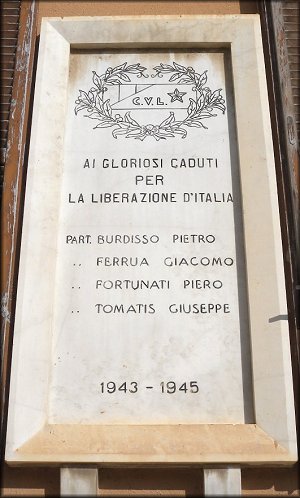 C.V.L.
AI GLORIOSI CADUTI
PER
LA LIBERAZIONE D'ITALIA
PART. BURDISSO PIETRO
.. FERRUA GIACOMO
.. FORTUNATI PIERO
.. TOMATIS GIUSEPPE
1943 - 1945